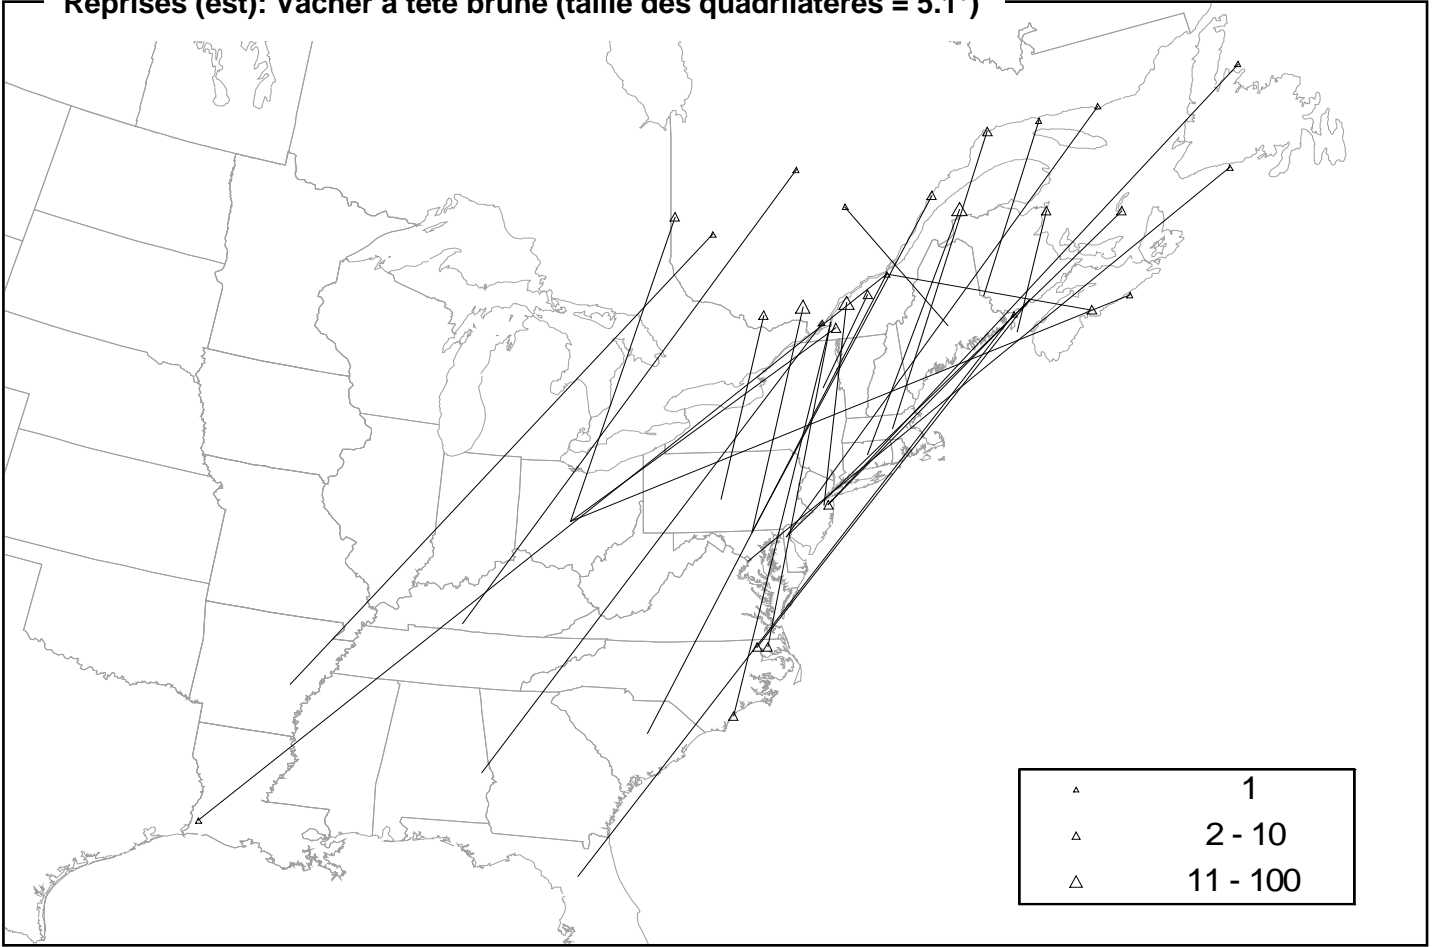 Reprises (est): Vacher à tête brune (taille des quadrilatères = 5.1°)
1
2 - 10
11 - 100